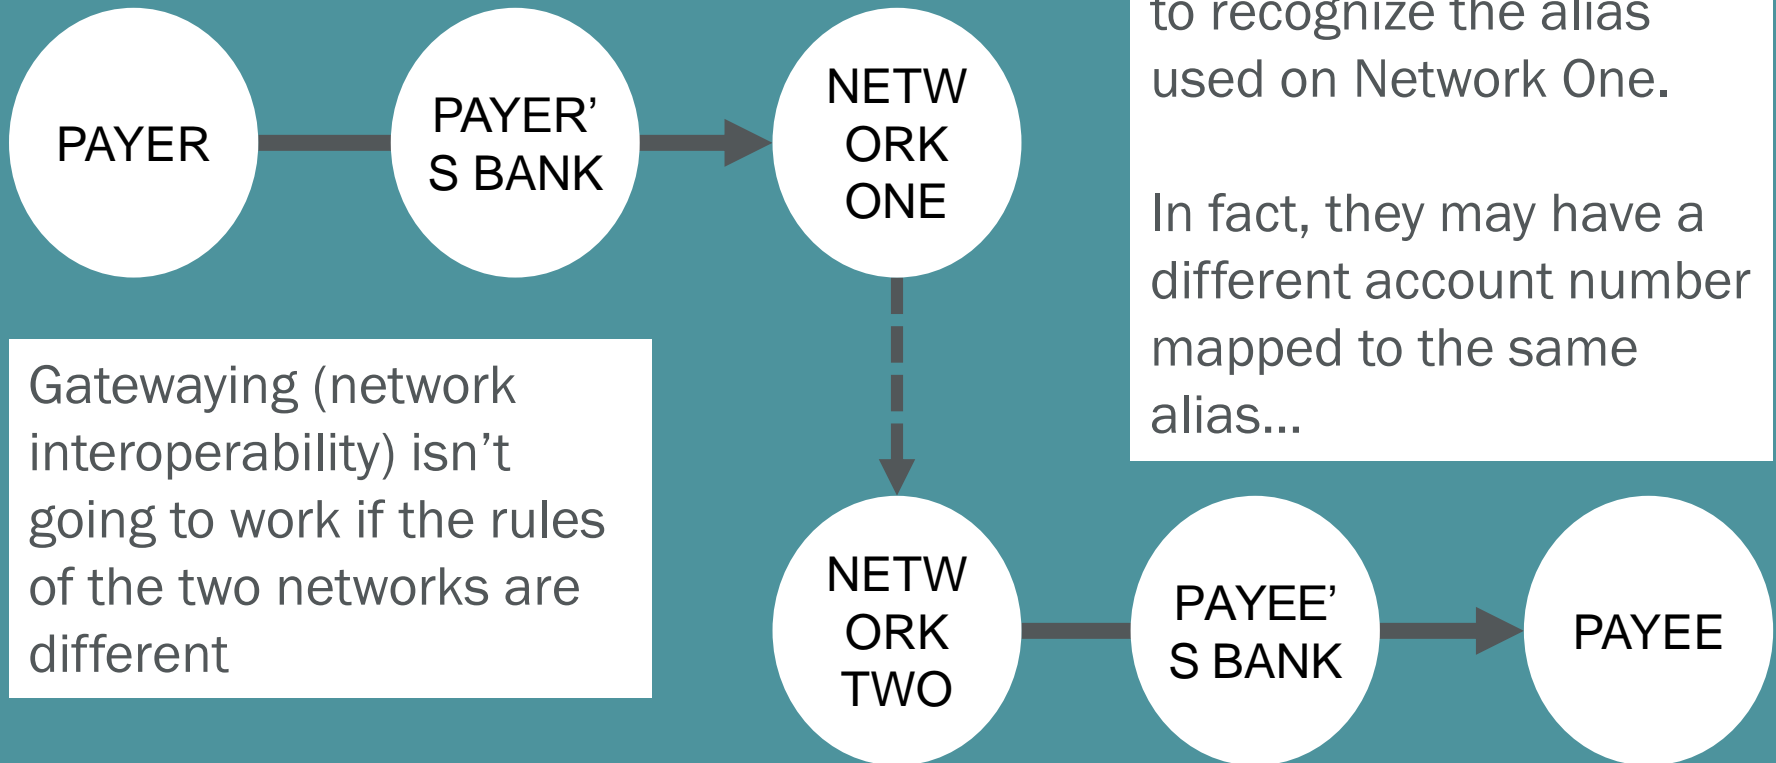 to recognize the alias
used on Network One.
In fact, they may have a
different account number
mapped to the same
alias...
PAYER
PAYER’
S BANK
NETW
ORK
ONE
Gatewaying (network
interoperability) isn’t
going to work if the rules
of the two networks are
different
NETW
ORK
TWO
PAYEE’
S BANK
PAYEE